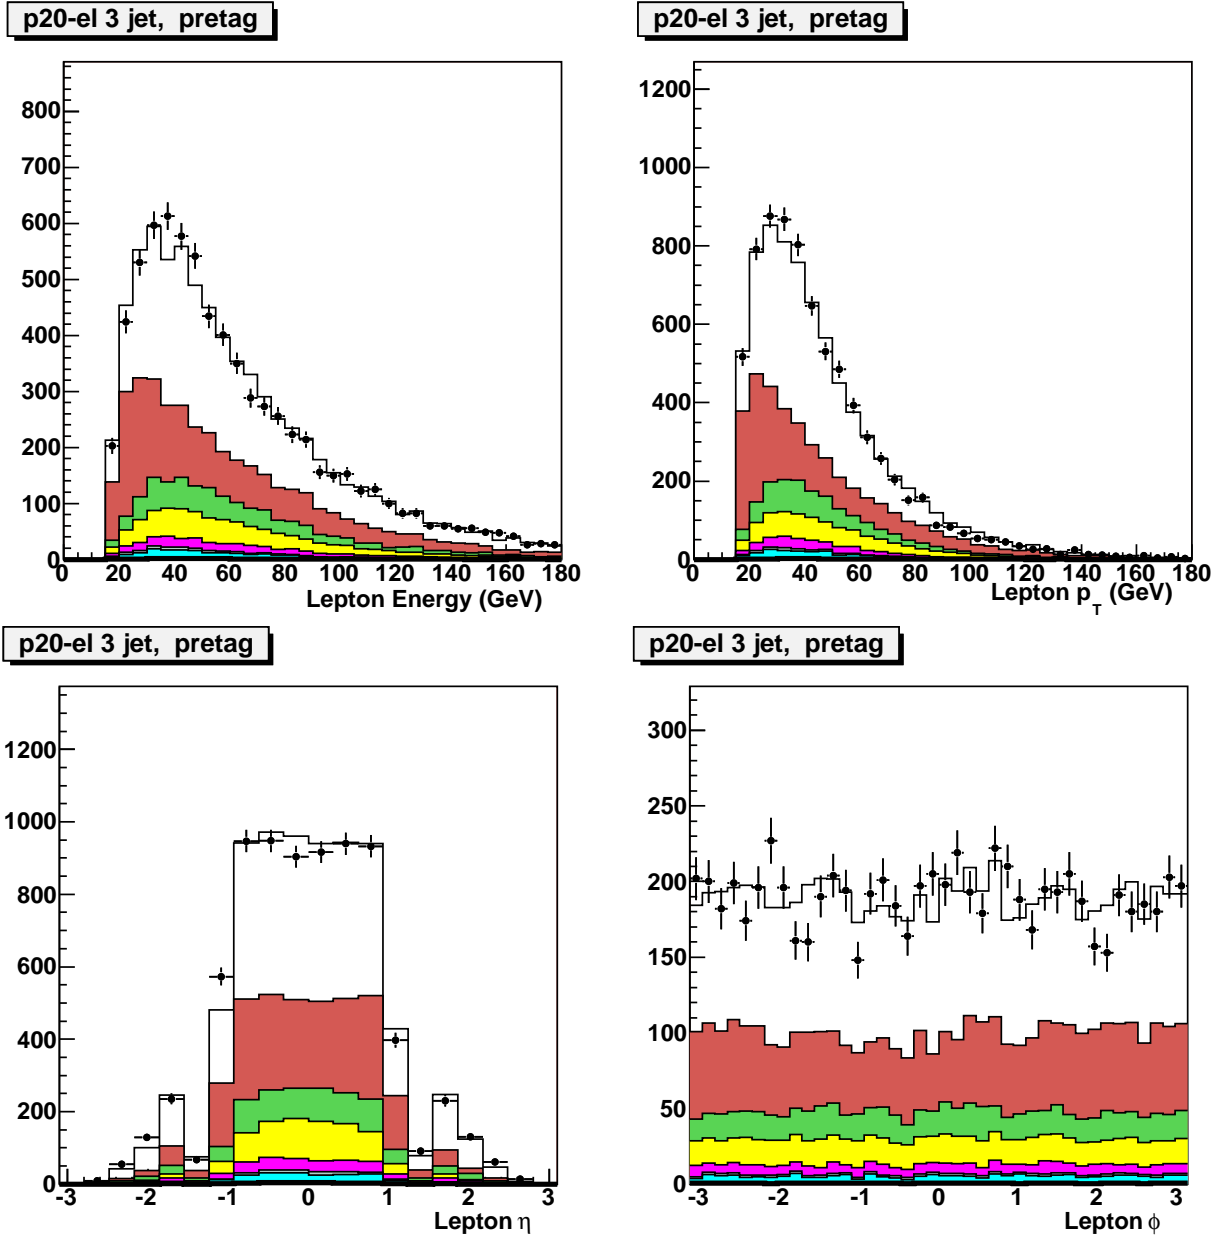 p20-el 3 jet,  pretag
800
700
600
500
400
300
200
100
0
0 20 40 60 80 100 120 140 160 180
Lepton Energy (GeV)
p20-el 3 jet,  pretag
1200
1000
800
600
400
200
0
0 20 40 60 80 100 120 140 160 180
Lepton p_T (GeV)
p20-el 3 jet,  pretag
1200
1000
800
600
400
200
0
-3 -2 -1 0 1 2 3
Lepton η
p20-el 3 jet,  pretag
300
250
200
150
100
50
0
-3 -2 -1 0 1 2 3
Lepton ϕ